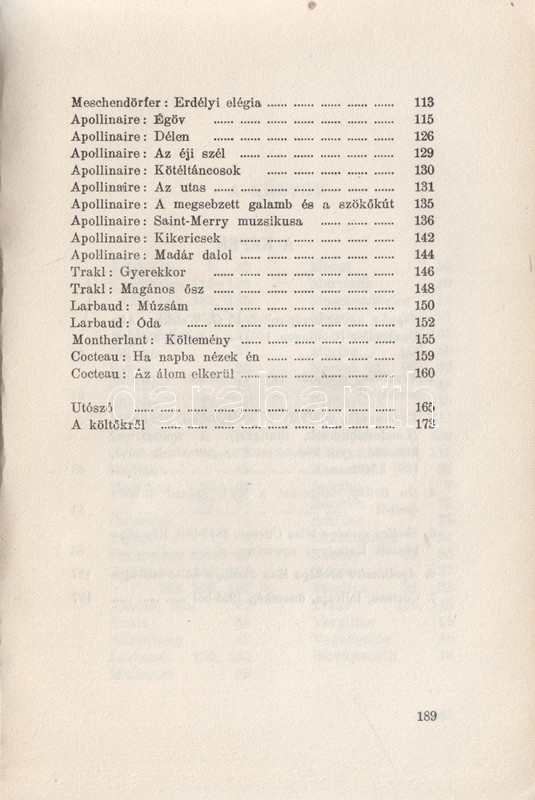 Meschendörfer: Erdélyi elégia ...... ...... ...... ...... ...... 113
Apollinaire: Égöv ...... ...... ...... ...... ...... ...... ...... 115
Apollinaire: Délen ...... ...... ...... ...... ...... ...... ...... 126
Apollinaire: Az éji szél ...... ...... ...... ...... ...... ...... 129
Apollinaire: Kötéltáncosok ...... ...... ...... ...... ...... 130
Apollinaire: Az utas ...... ...... ...... ...... ...... ...... ...... 131
Apollinaire: A megsebzett galamb és a szökőkút 135
Apollinaire: Saint-Merry muzsikusa ...... ...... ...... 136
Apollinaire: Kikericsek ...... ...... ...... ...... ...... ...... 142
Apollinaire: Madár dalol ...... ...... ...... ...... ...... ...... 144
Trakl: Gyerekkor ...... ...... ...... ...... ...... ...... ...... 146
Trakl: Magános ősz ...... ...... ...... ...... ...... ...... ...... 148
Larbaud: Múzsám ...... ...... ...... ...... ...... ...... ...... 150
Larbaud: Óda ...... ...... ...... ...... ...... ...... ...... ...... 152
Montherlant: Költemény ...... ...... ...... ...... ...... ...... 155
Cocteau: Ha napba nézek én ...... ...... ...... ...... ...... 159
Cocteau: Az álom elkerül ...... ...... ...... ...... ...... ...... 160
Utószó ...... ...... ...... ...... ...... ...... ...... ...... ...... ...... 165
A költőkről ...... ...... ...... ...... ...... ...... ...... ...... ...... 179
darabanth
189